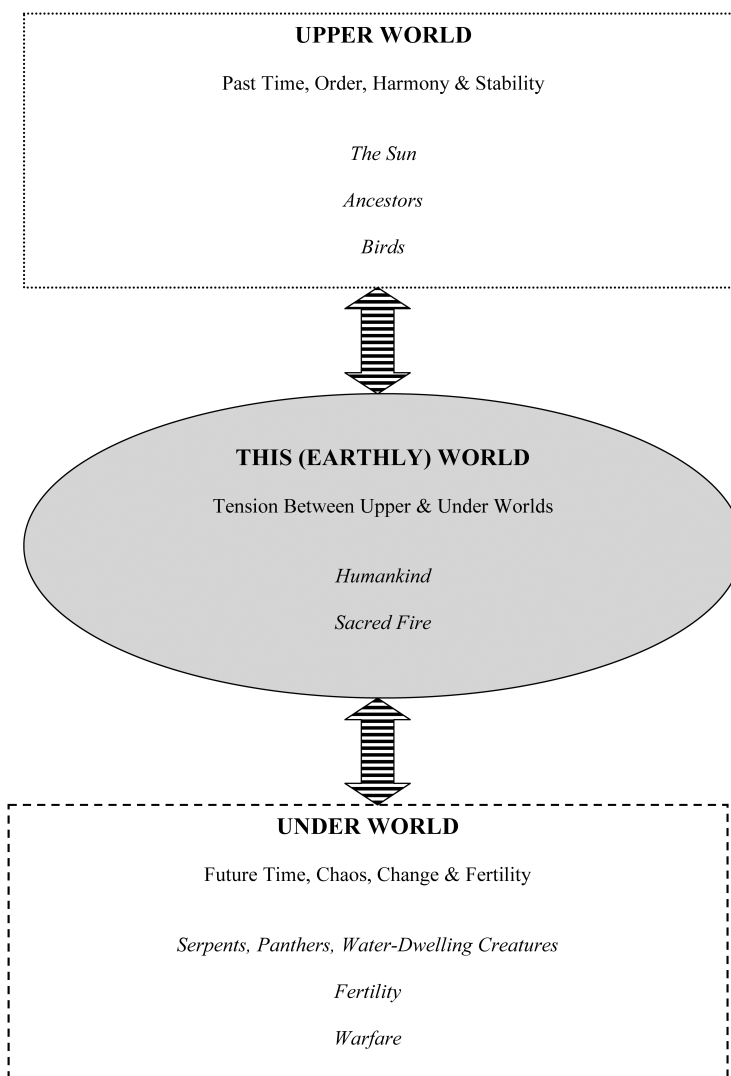 UPPER WORLD
Past Time, Order, Harmony & Stability
The Sun
Ancestors
Birds
THIS (EARTHLY) WORLD
Tension Between Upper & Under Worlds
Humankind
Sacred Fire
UNDER WORLD
Future Time, Chaos, Change & Fertility
Serpents, Panthers, Water-Dwelling Creatures
Fertility
Warfare